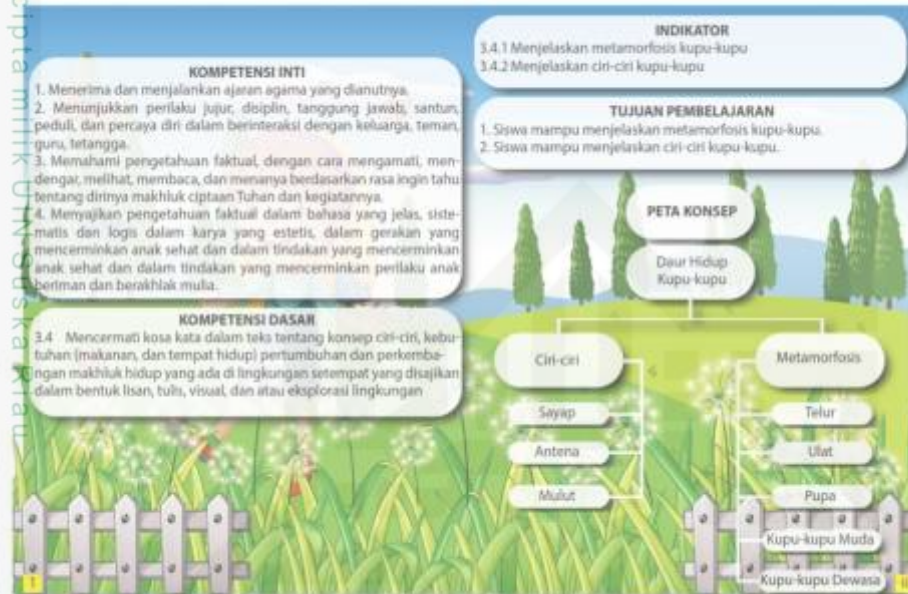 cipta milik UIN Suska Riau
KOMPETENSI INTI
1. Menerima dan menjalankan ajaran agama yang dianutnya.
2. Menunjukkan perilaku jujur, disiplin, tanggung jawab, santun,
peduli, dan percaya diri dalam berinteraksi dengan keluarga, teman,
guru, tetangga.
3. Memahami pengetahuan faktual, dengan cara mengamati, men-
dengar, melihat, membaca, dan menanya berdasarkan rasa ingin tahu
tentang dirinya makhluk ciptaan Tuhan dan kegiatannya.
4. Menyajikan pengetahuan faktual dalam bahasa yang jelas, siste-
matis dan logis dalam karya yang estetis, dalam gerakan yang
mencerminkan anak sehat dan dalam tindakan yang mencerminkan
anak sehat dan dalam tindakan yang mencerminkan perilaku anak
beriman dan berakhlak mulia.
KOMPETENSI DASAR
3.4 Mencermati kosa kata dalam teks tentang konsep ciri-ciri, kebu-
tuhan (makanan, dan tempat hidup) pertumbuhan dan perkemba-
ngan makhluk hidup yang ada di lingkungan setempat yang disajikan
dalam bentuk lisan, tulis, visual, dan atau eksplorasi lingkungan
INDIKATOR
3.4.1 Menjelaskan metamorfosis kupu-kupu
3.4.2 Menjelaskan ciri-ciri kupu-kupu
TUJUAN PEMBELAJARAN
1. Siswa mampu menjelaskan metamorfosis kupu-kupu.
2. Siswa mampu menjelaskan ciri-ciri kupu-kupu.
PETA KONSEP
Daur Hidup
Kupu-kupu
Ciri-ciri
Sayap
Antena
Mulut
Metamorfosis
Telur
Ulat
Pupa
Kupu-kupu Muda
Kupu-kupu Dewasa